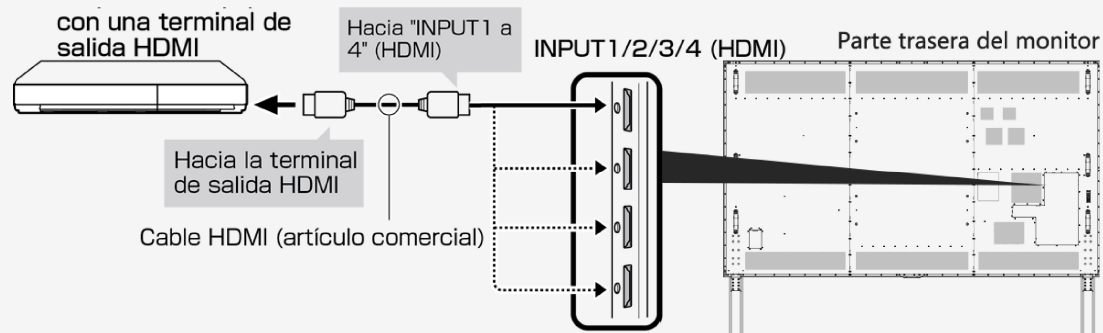 con una terminal de
salida HDMI
Hacia "INPUT1 a
4" (HDMI)
INPUT1/2/3/4 (HDMI)
Parte trasera del monitor
Hacia la terminal
de salida HDMI
Cable HDMI (artículo comercial)